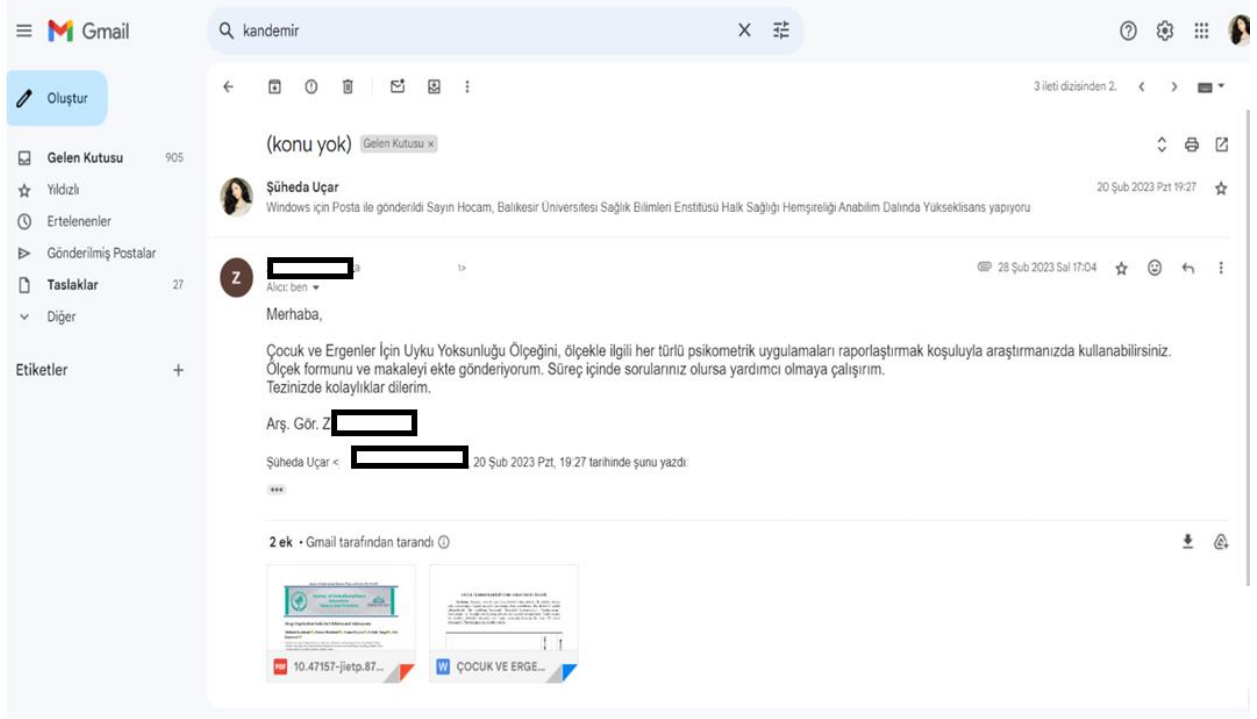 Gmail
kandemir
Oluştur
3 ileti dizisinden 2.
Gelen Kutusu 905
Yıldızlı
Ertelenenler
Gönderilmiş Postalar
Taslaklar 27
Diğer
Etiketler
(konu yok) Gelen Kutusu ×
Şüheda Uçar 20 Şub 2023 Pzt 19:27
Windows için Posta ile gönderildi Sayın Hocam, Balıkesir Üniversitesi Sağlık Bilimleri Enstitüsü Halk Sağlığı Hemşireliği Anabilim Dalında Yükseklisans yapıyoru
Z
28 Şub 2023 Sal 17:04
Alıcı: ben
Merhaba,
Çocuk ve Ergenler İçin Uyku Yoksunluğu Ölçeğini, ölçekle ilgili her türlü psikometrik uygulamaları raporlaştırmak koşuluyla araştırmanızda kullanabilirsiniz.
Ölçek formunu ve makaleyi ekte gönderiyorum. Süreç içinde sorularınız olursa yardımcı olmaya çalışırım.
Tezinizde kolaylıklar dilerim.
Arş. Gör. Z
Şüheda Uçar < 20 Şub 2023 Pzt, 19:27 tarihinde şunu yazdı:
2 ek • Gmail tarafından tarandı
PDF 10.47157-jietp.87...
W ÇOCUK VE ERGE...